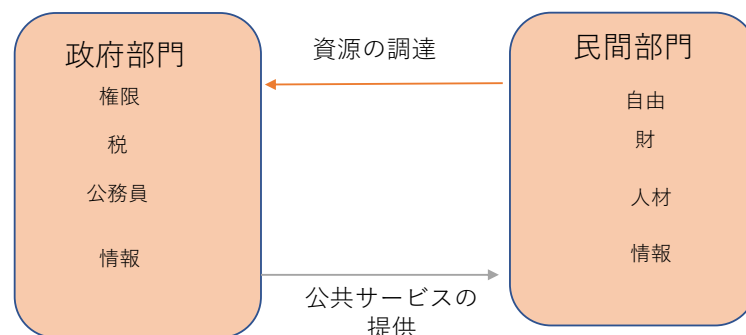 政府部門
権限
税
公務員
情報
資源の調達
公共サービスの
提供
民間部門
自由
財
人材
情報